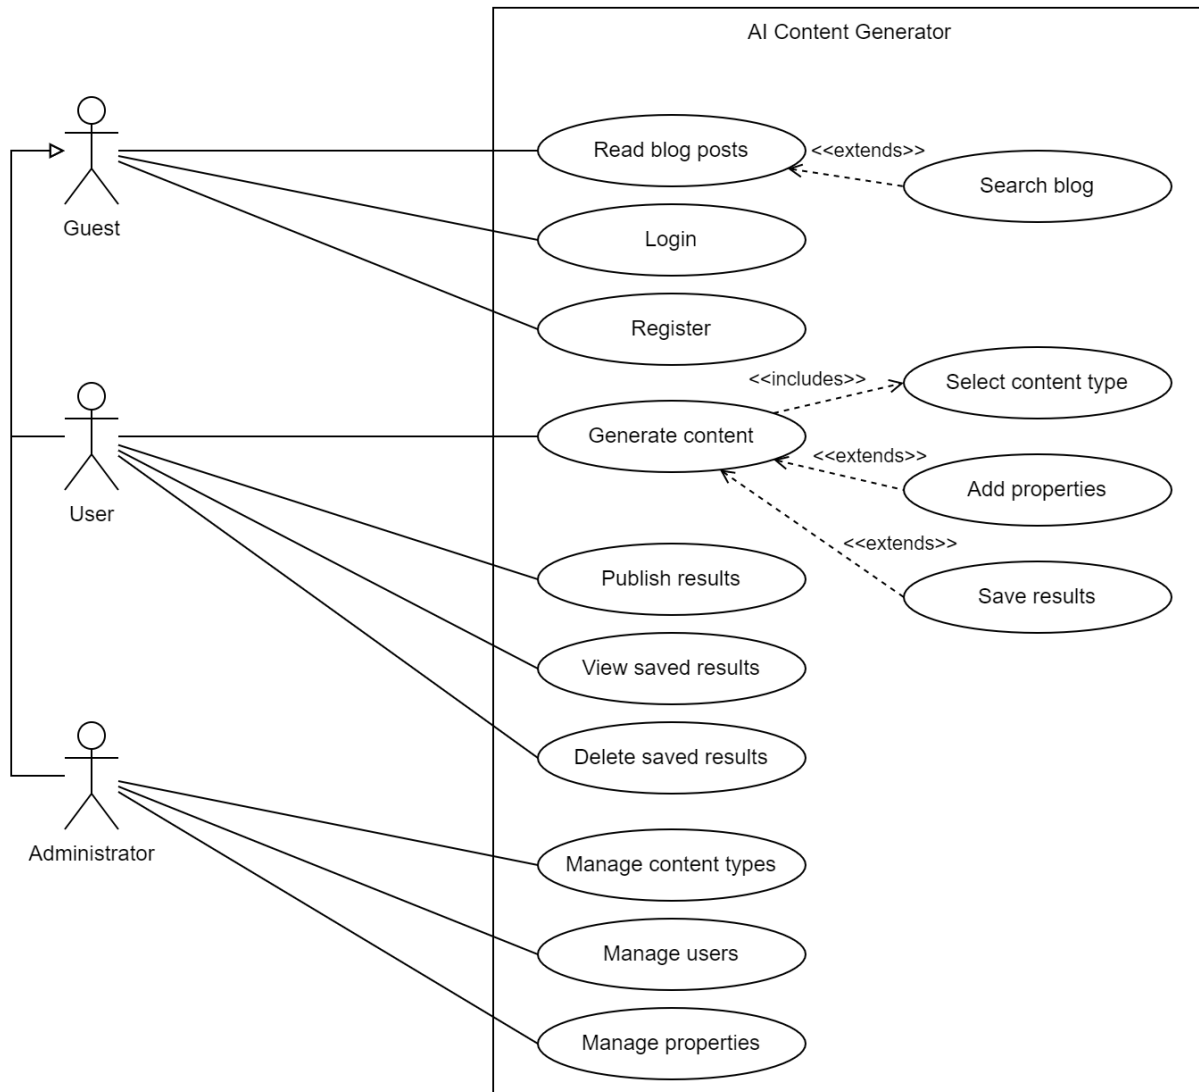 AI Content Generator
Read blog posts
<<extends>>
Search blog
Guest
Login
Register
<<includes>>
Select content type
Generate content
<<extends>>
Add properties
User
<<extends>>
Publish results
Save results
View saved results
Delete saved results
Administrator
Manage content types
Manage users
Manage properties